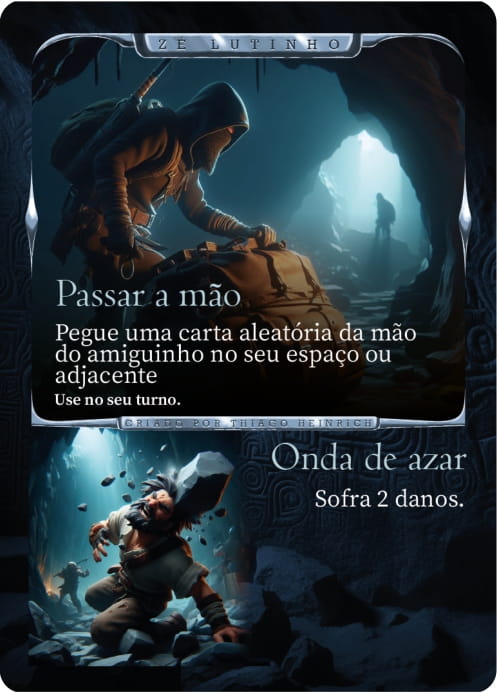 ZÉ LUTINHO
Passar a mão
Pegue uma carta aleatória da mão
do amiguinho no seu espaço ou
adjacente
Use no seu turno.
CRIADO POR THIAGO HEINRICH
Onda de azar
Sofra 2 danos.